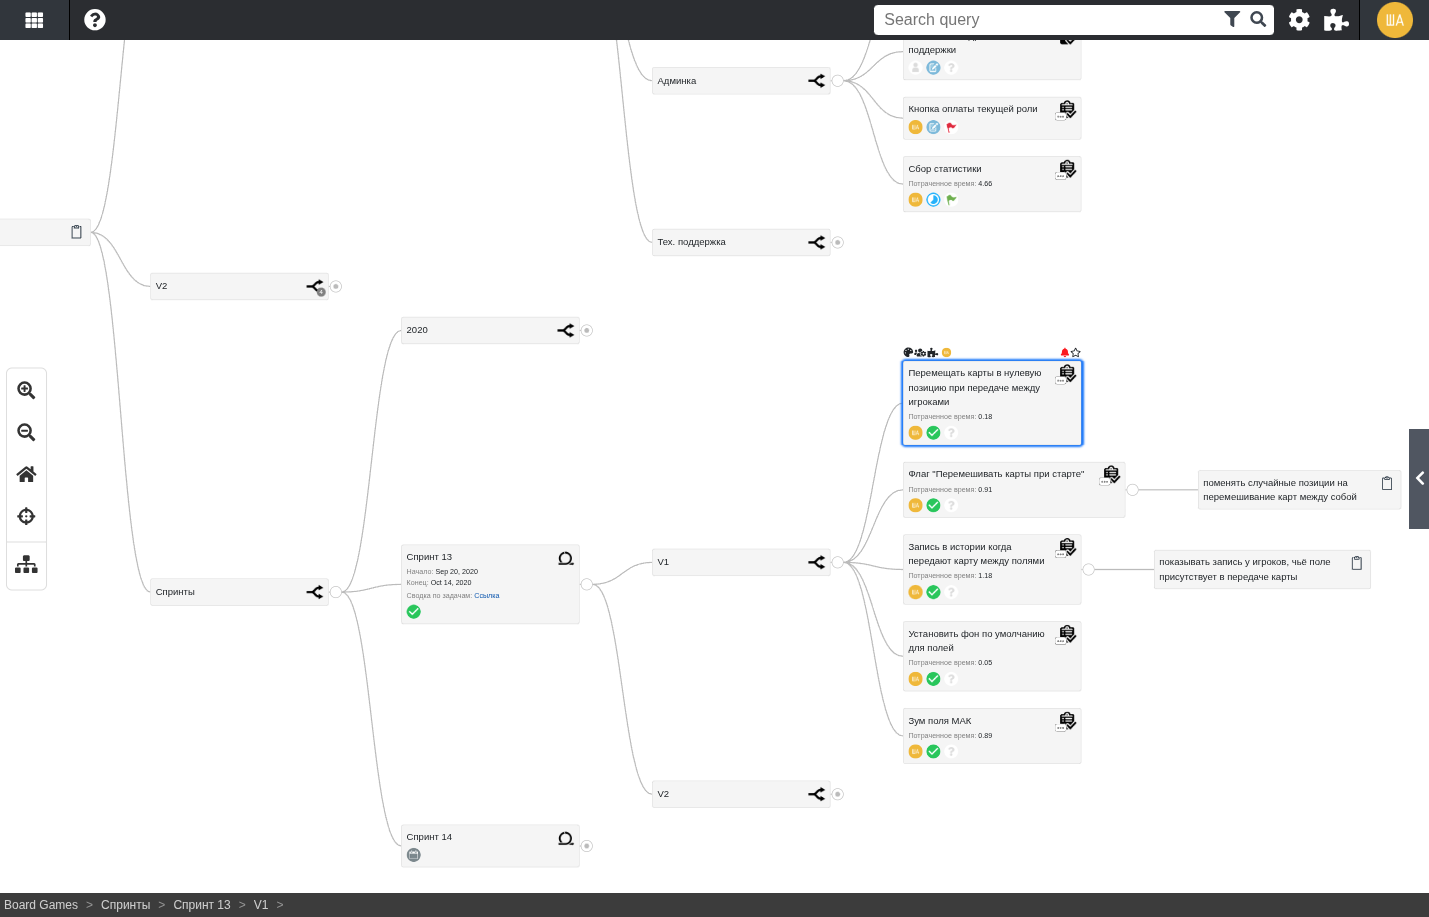 Search query
ША
поддержки
Админка
Кнопка оплаты текущей роли
Сбор статистики
Потраченное время: 4.66
Тех. поддержка
V2
2020
Перемещать карты в нулевую
позицию при передаче между
игроками
Потраченное время: 0.18
Флаг "Перемешивать карты при старте"
Потраченное время: 0.91
поменять случайные позиции на
перемешивание карт между собой
Спринт 13
Начало: Sep 20, 2020
Конец: Oct 14, 2020
Сводка по задачам: Ссылка
V1
Запись в истории когда
передают карту между полями
Потраченное время: 1.18
показывать запись у игроков, чьё поле
присутствует в передаче карты
Спринты
Установить фон по умолчанию
для полей
Потраченное время: 0.05
Зум поля МАК
Потраченное время: 0.89
V2
Спринт 14
Board Games > Спринты > Спринт 13 > V1 >